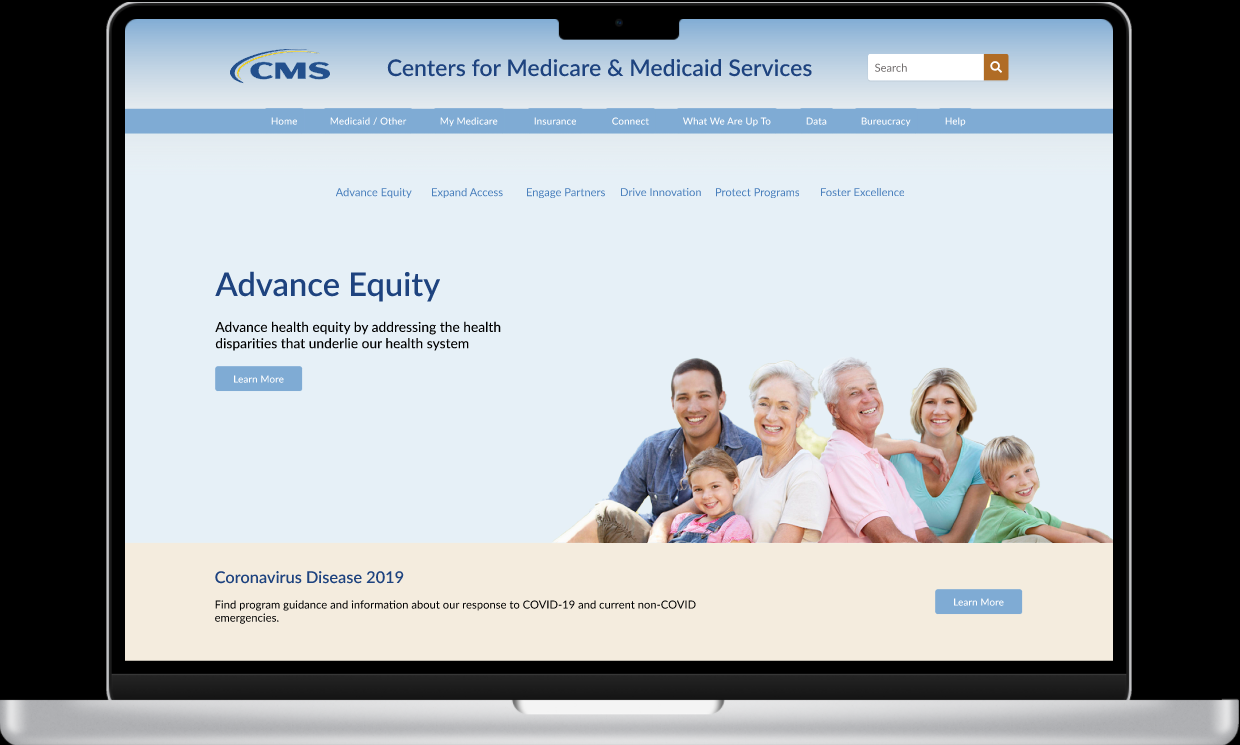 CMS
Centers for Medicare & Medicaid Services
Search
Home Medicaid / Other My Medicare Insurance Connect What We Are Up To Data Bureucracy Help
Advance Equity Expand Access Engage Partners Drive Innovation Protect Programs Foster Excellence
Advance Equity
Advance health equity by addressing the health
disparities that underlie our health system
Learn More
Coronavirus Disease 2019
Find program guidance and information about our response to COVID-19 and current non-COVID
emergencies.
Learn More